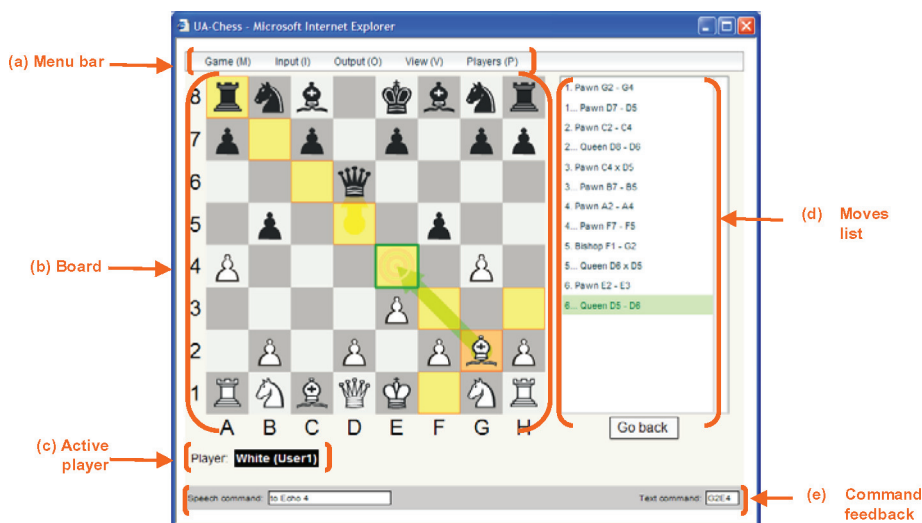 UA-Chess - Microsoft Internet Explorer
(a) Menu bar
Game (M) Input (I) Output (O) View (V) Players (P)
8
7
6
5
4
3
2
1
A B C D E F G H
(b) Board
1. Pawn G2 - G4
1... Pawn D7 - D5
2. Pawn C2 - C4
2... Queen D8 - D6
3. Pawn C4 x D5
3... Pawn B7 - B5
4. Pawn A2 - A4
4... Pawn F7 - F5
5. Bishop F1 - G2
5... Queen D6 x D5
6. Pawn E2 - E3
6... Queen D5 - D6
(d) Moves
list
Go back
(c) Active
player
Player: White (User1)
Speech command: to Echo 4
Text command: G2E4
(e) Command
feedback